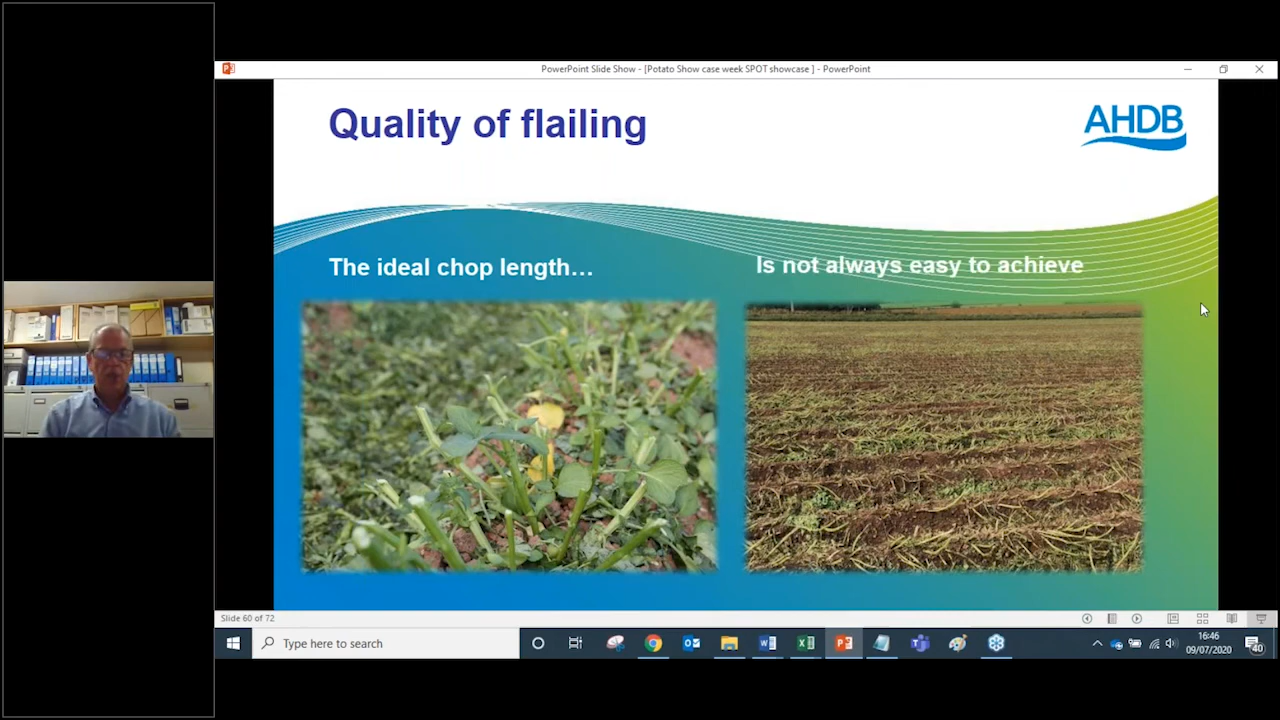 PowerPoint Slide Show - [Potato Show case week SPOT showcase ] - PowerPoint
Quality of flailing
AHDB
The ideal chop length…
Is not always easy to achieve
Slide 60 of 72
Type here to search
16:46
09/07/2020
40